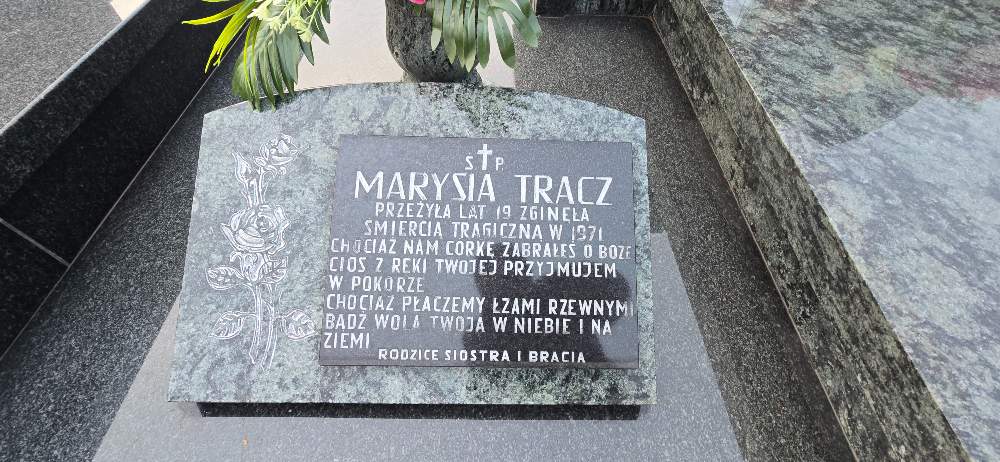 Ś P.
MARYSIA TRACZ
PRZEŻYŁA LAT 19 ZGINĘŁA
ŚMIERCIĄ TRAGICZNĄ W 1971
CHOCIAŻ NAM CÓRKĘ ZABRAŁEŚ O BOŻE
CIOS Z RĘKI TWOJEJ PRZYJMUJEM
W POKORZE
CHOCIAŻ PŁACZEMY ŁZAMI RZEWNYMI
BĄDŹ WOLA TWOJA W NIEBIE I NA
ZIEMI
RODZICE SIOSTRA I BRACIA